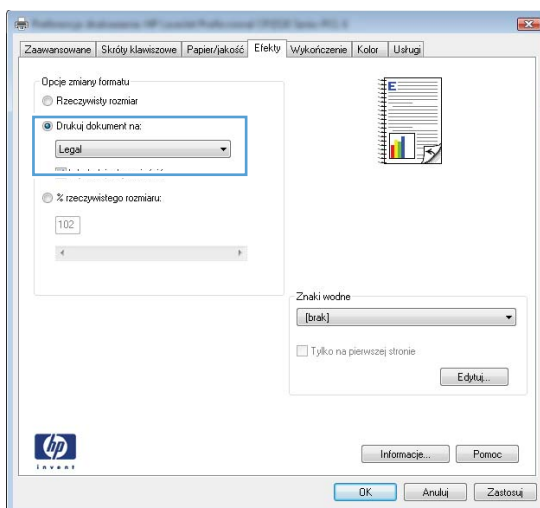 Zaawansowane Skróty klawiszowe Papier/jakość Efekty Wykończenie Kolor Usługi
Opcje zmiany formatu
Rzeczywisty rozmiar
Drukuj dokument na:
Legal
% rzeczywistego rozmiaru:
102
E
Znaki wodne
[brak]
Tylko na pierwszej stronie
Edytuj...
hp
invent
Informacje... Pomoc
OK Anuluj Zastosuj